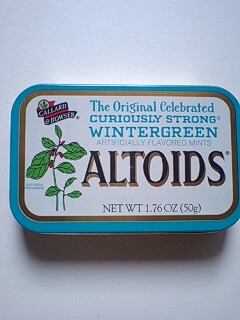 CALLARD
& BOWSER
The Original Celebrated
CURIOUSLY STRONG®
WINTERGREEN
ARTIFICIALLY FLAVORED MINTS
ALTOIDS®
NET WT 1.76 OZ (50g)